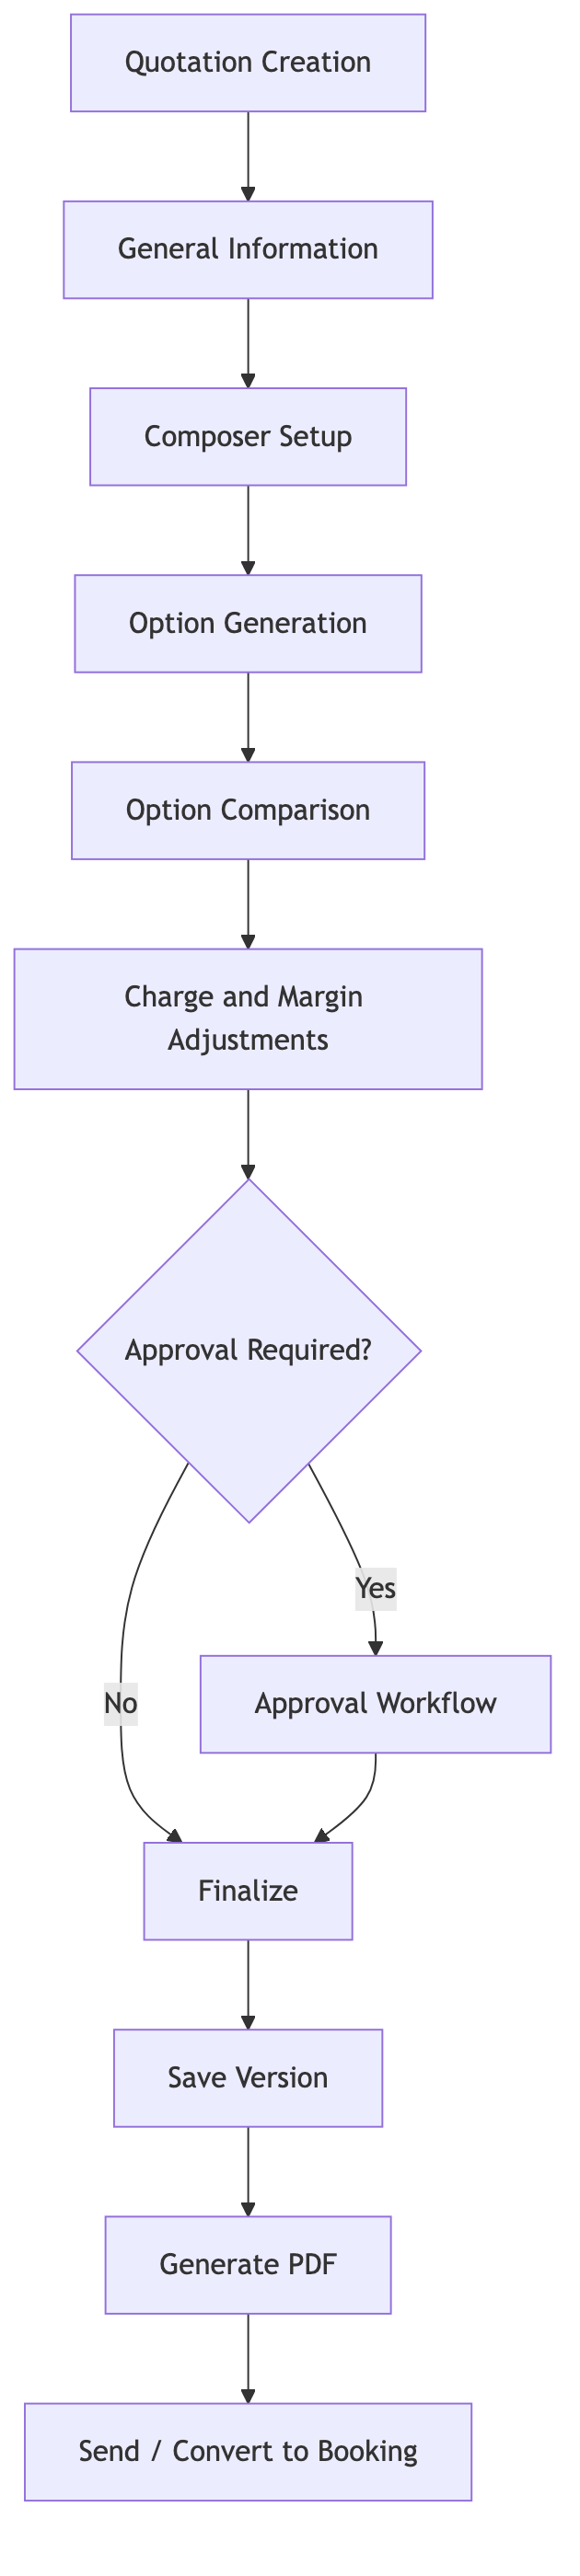 Quotation Creation
General Information
Composer Setup
Option Generation
Option Comparison
Charge and Margin
Adjustments
Approval Required?
Yes
No
Approval Workflow
Finalize
Save Version
Generate PDF
Send / Convert to Booking